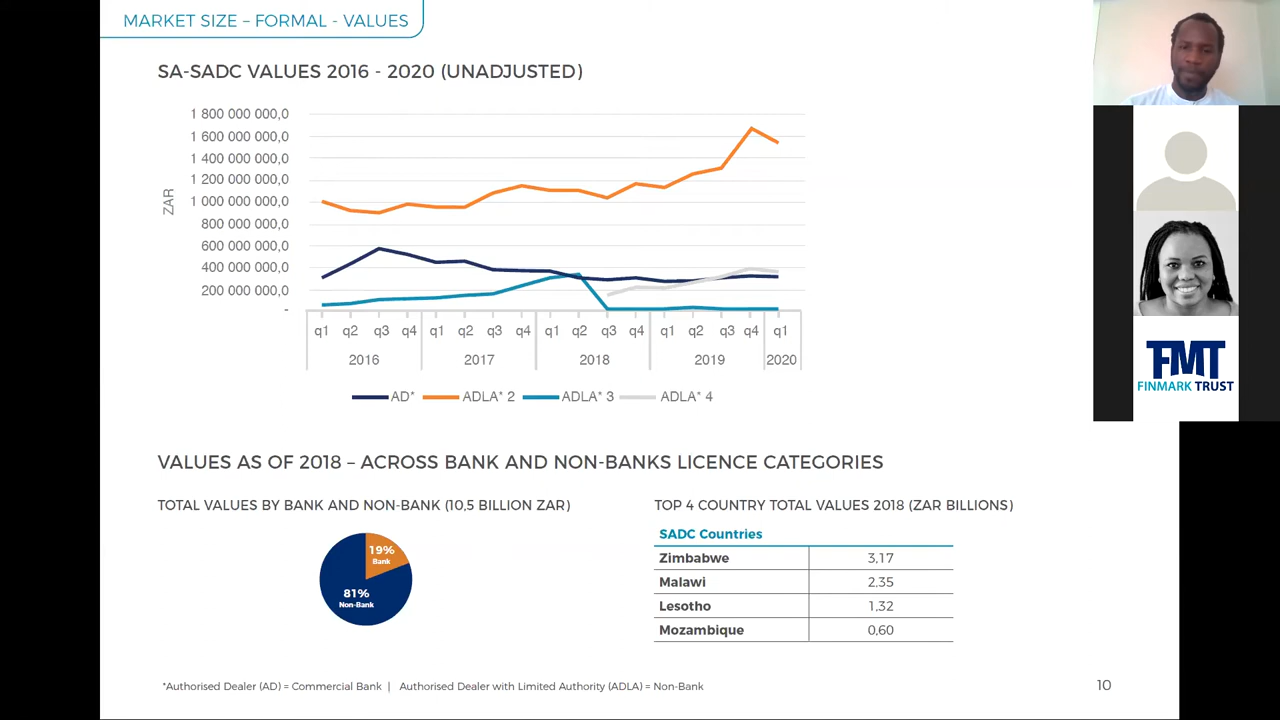 MARKET SIZE – FORMAL - VALUES
SA-SADC VALUES 2016 - 2020 (UNADJUSTED)
ZAR
1 800 000 000,0
1 600 000 000,0
1 400 000 000,0
1 200 000 000,0
1 000 000 000,0
800 000 000,0
600 000 000,0
400 000 000,0
200 000 000,0
-
q1 q2 q3 q4 q1 q2 q3 q4 q1 q2 q3 q4 q1 q2 q3 q4 q1
2016 2017 2018 2019 2020
AD* ADLA* 2 ADLA* 3 ADLA* 4
FMT
FINMARK TRUST
VALUES AS OF 2018 – ACROSS BANK AND NON-BANKS LICENCE CATEGORIES
TOTAL VALUES BY BANK AND NON-BANK (10,5 BILLION ZAR)
19%
Bank
81%
Non-Bank
TOP 4 COUNTRY TOTAL VALUES 2018 (ZAR BILLIONS)
SADC Countries
Zimbabwe 3,17
Malawi 2,35
Lesotho 1,32
Mozambique 0,60
*Authorised Dealer (AD) = Commercial Bank | Authorised Dealer with Limited Authority (ADLA) = Non-Bank
10